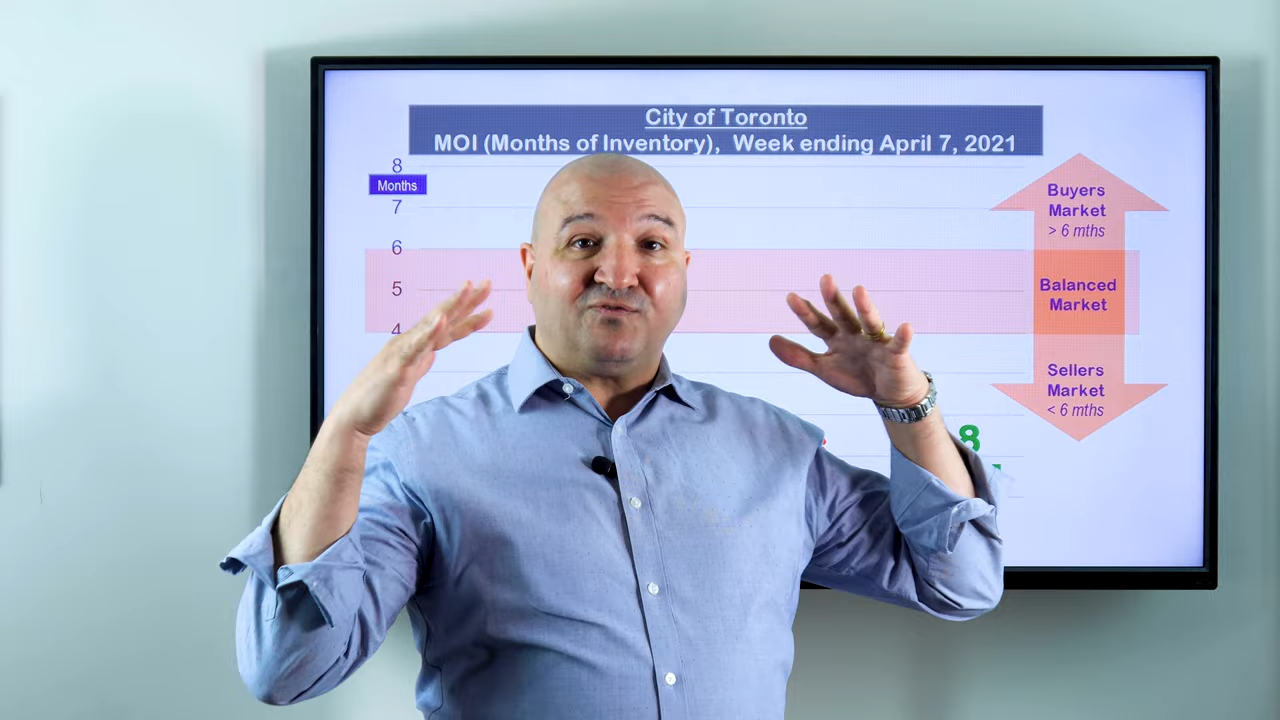 City of Toronto
MOI (Months of Inventory), Week ending April 7, 2021
8
Months
7
6
5
4
Buyers
Market
> 6 mths
Balanced
Market
Sellers
Market
< 6 mths
8